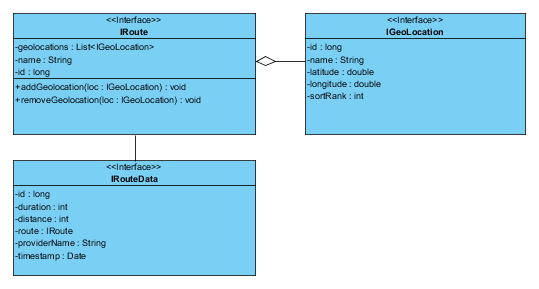 <<Interface>>
IRoute
-geolocations : List<IGeoLocation>
-name : String
-id : long
+addGeolocation(loc : IGeoLocation) : void
+removeGeolocation(loc : IGeoLocation) : void
<<Interface>>
IGeoLocation
-id : long
-name : String
-latitude : double
-longitude : double
-sortRank : int
<<Interface>>
IRouteData
-id : long
-duration : int
-distance : int
-route : IRoute
-providerName : String
-timestamp : Date